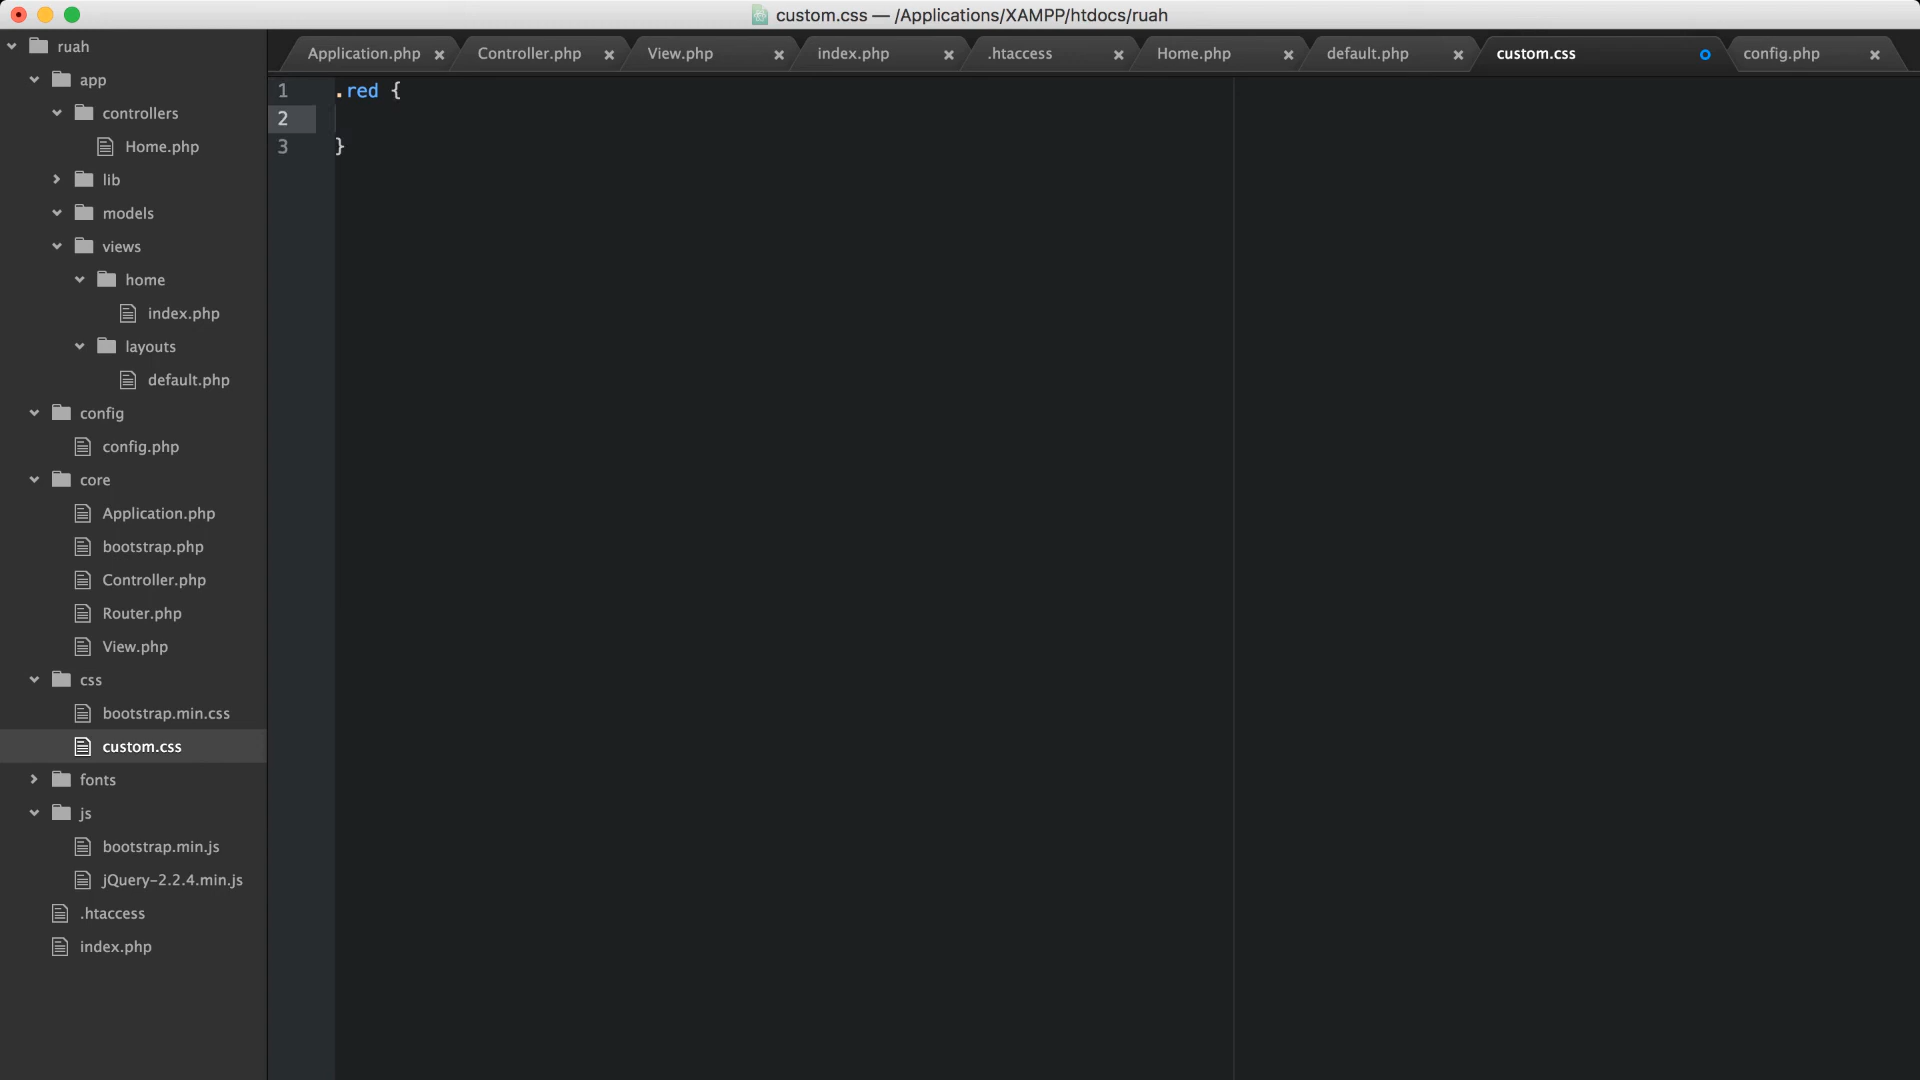 custom.css — /Applications/XAMPP/htdocs/ruah
ruah
app
controllers
Home.php
lib
models
views
home
index.php
layouts
default.php
config
config.php
core
Application.php
bootstrap.php
Controller.php
Router.php
View.php
css
bootstrap.min.css
custom.css
fonts
js
bootstrap.min.js
jQuery-2.2.4.min.js
.htaccess
index.php
Application.php Controller.php View.php index.php .htaccess Home.php default.php custom.css config.php
1 .red {
2
3 }